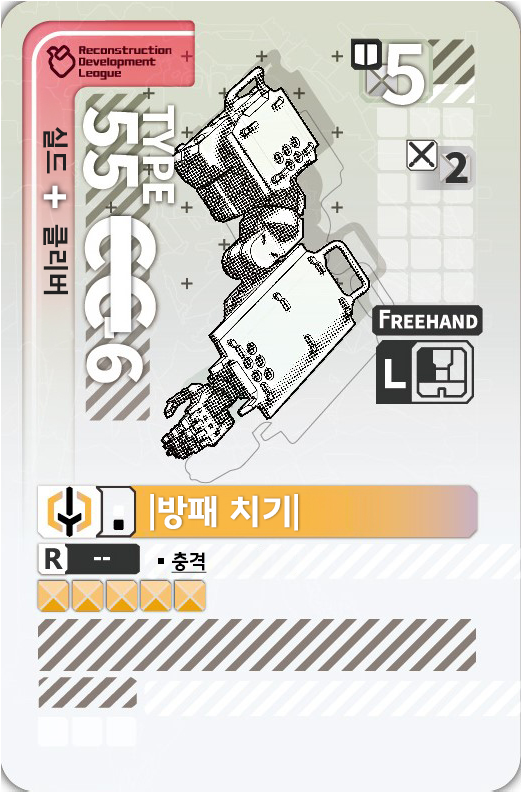 Reconstruction
Development
League
5
2
TYPE
55 CC-6
실드 + 클리버
FREEHAND
L
|방패 치기|
R --
▪ 충격